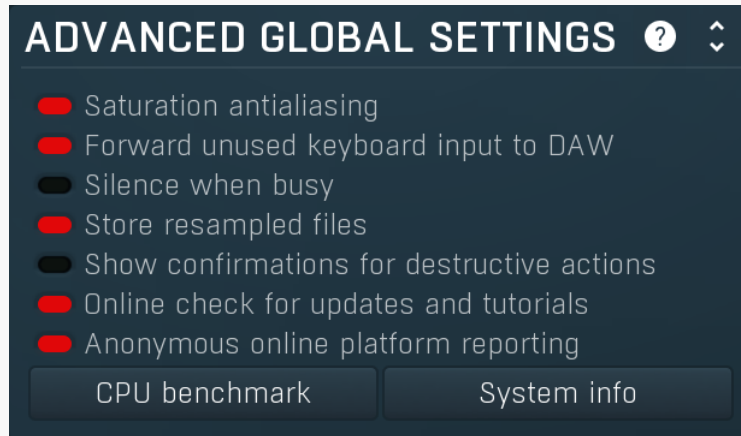 ADVANCED GLOBAL SETTINGS ?
Saturation antialiasing
Forward unused keyboard input to DAW
Silence when busy
Store resampled files
Show confirmations for destructive actions
Online check for updates and tutorials
Anonymous online platform reporting
CPU benchmark System info